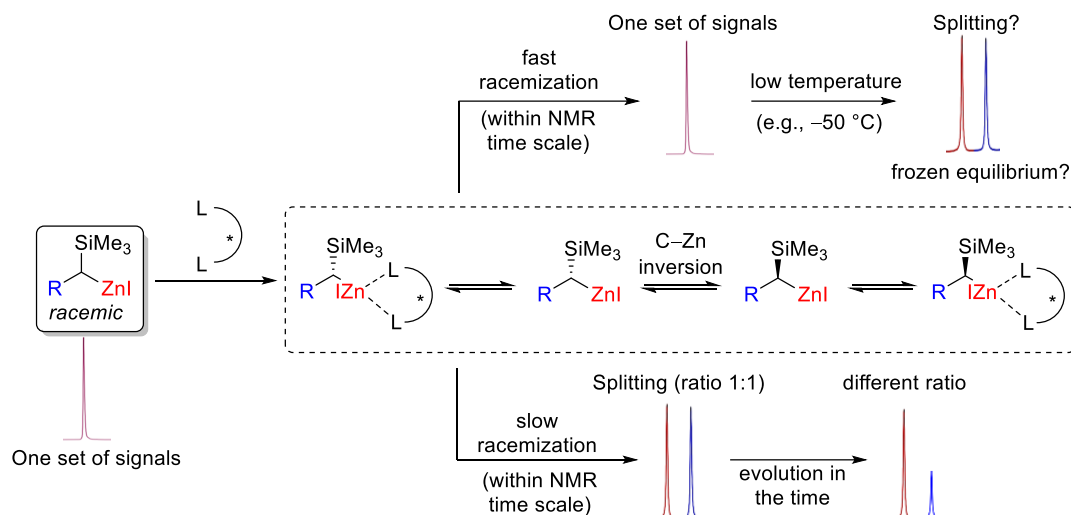 One set of signals
Splitting?
fast
racemization
(within NMR
time scale)
low temperature
(e.g., –50 °C)
frozen equilibrium?
SiMe3
R
ZnI
racemic
One set of signals
L
*
L
SiMe3
R
IZn
L
*
L
SiMe3
R
ZnI
C–Zn
inversion
SiMe3
R
ZnI
SiMe3
R
IZn
L
*
L
slow
racemization
(within NMR
time scale)
Splitting (ratio 1:1)
evolution in
the time
different ratio